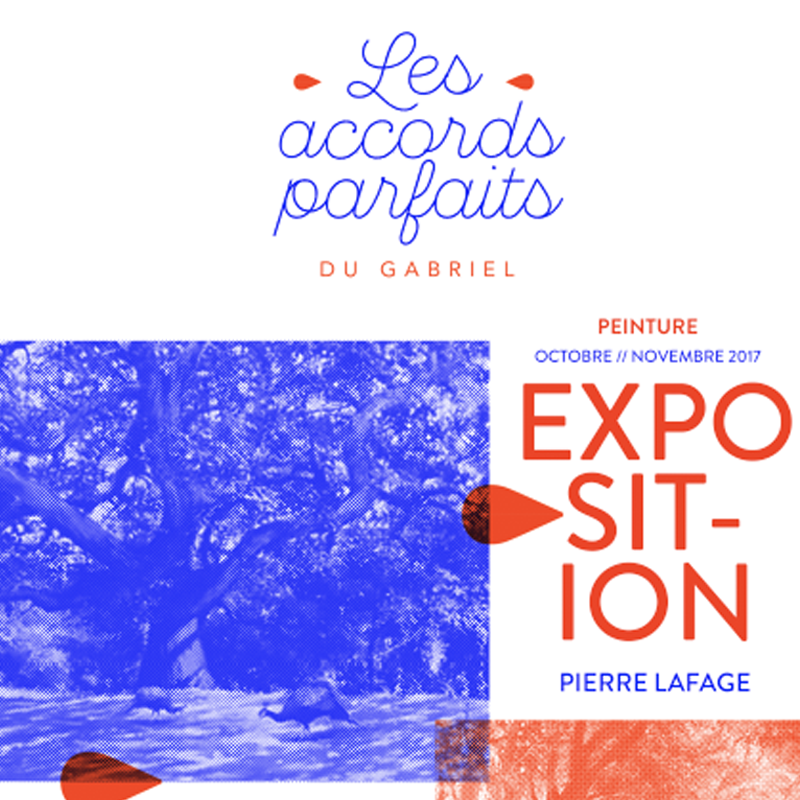 Les
accords
parfaits
DU GABRIEL
PEINTURE
OCTOBRE // NOVEMBRE 2017
EXPO
SIT-
ION
PIERRE LAFAGE